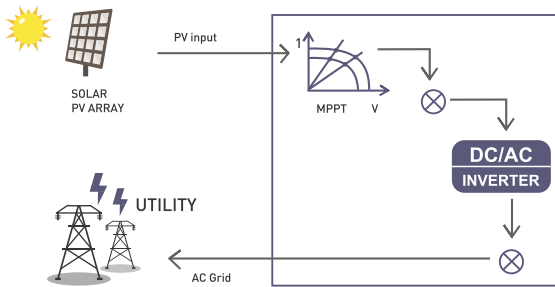 PV input
SOLAR
PV ARRAY
1
MPPT V
DC/AC
INVERTER
UTILITY
AC Grid